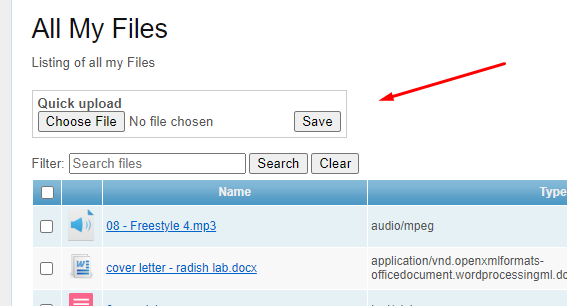 All My Files
Listing of all my Files
Quick upload
Choose File No file chosen Save
Filter: Search files Search Clear
Name Type
08 - Freestyle 4.mp3 audio/mpeg
cover letter - radish lab.docx application/vnd.openxmlformats-
officedocument.wordprocessingml.do